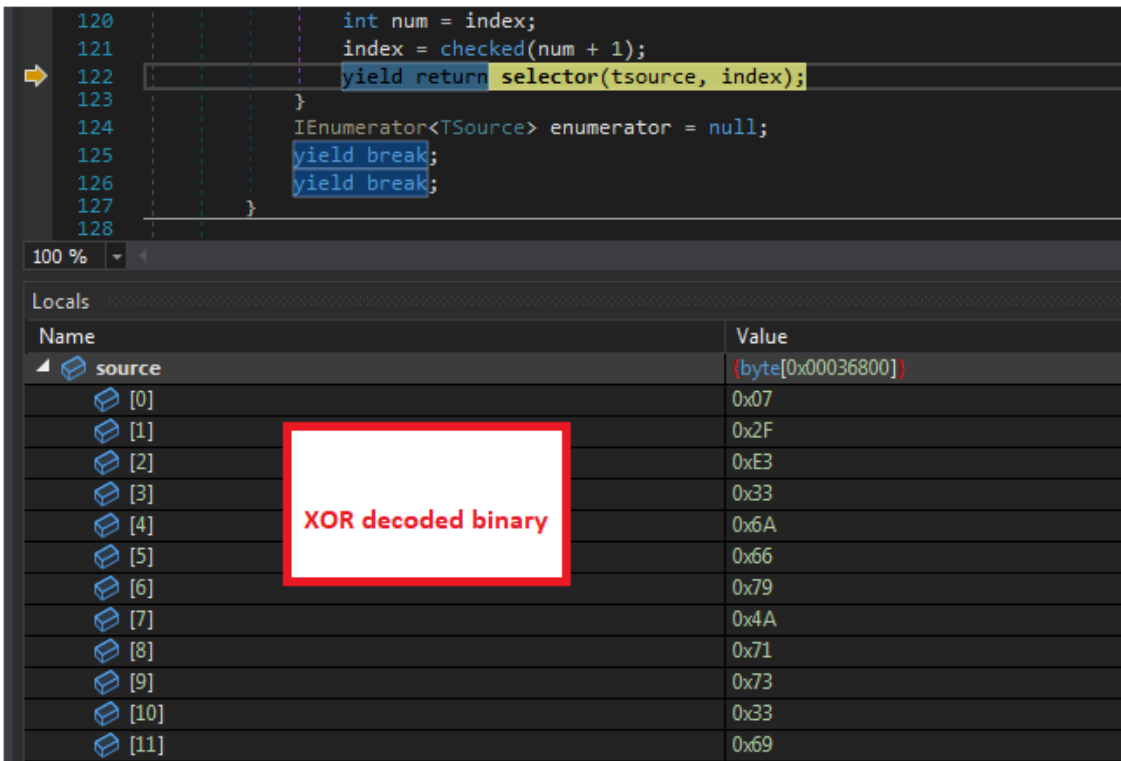 120 int num = index;
121 index = checked(num + 1);
122 yield return selector(tsource, index);
123 }
124 IEnumerator<TSource> enumerator = null;
125 yield break;
126 yield break;
127 }
128
100 %
Locals
Name Value
source {byte[0x00036800]}
[0] 0x07
[1] 0x2F
[2] 0xE3
[3] 0x33
[4] 0x6A
[5] 0x66
[6] 0x79
[7] 0x4A
[8] 0x71
[9] 0x73
[10] 0x33
[11] 0x69
XOR decoded binary